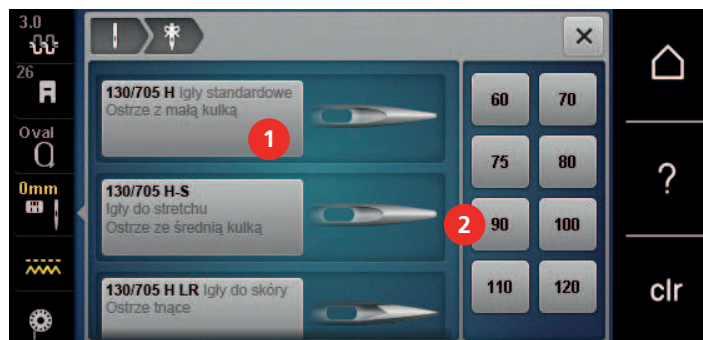 3.0
26
Oval
0mm
130/705 H Igły standardowe
Ostrze z małą kulką
1
130/705 H-S
Igły do stretchu
Ostrze ze średnią kulką
130/705 H LR Igły do skóry
Ostrze tnące
60 70
75 80
2
90 100
110 120
?
clr